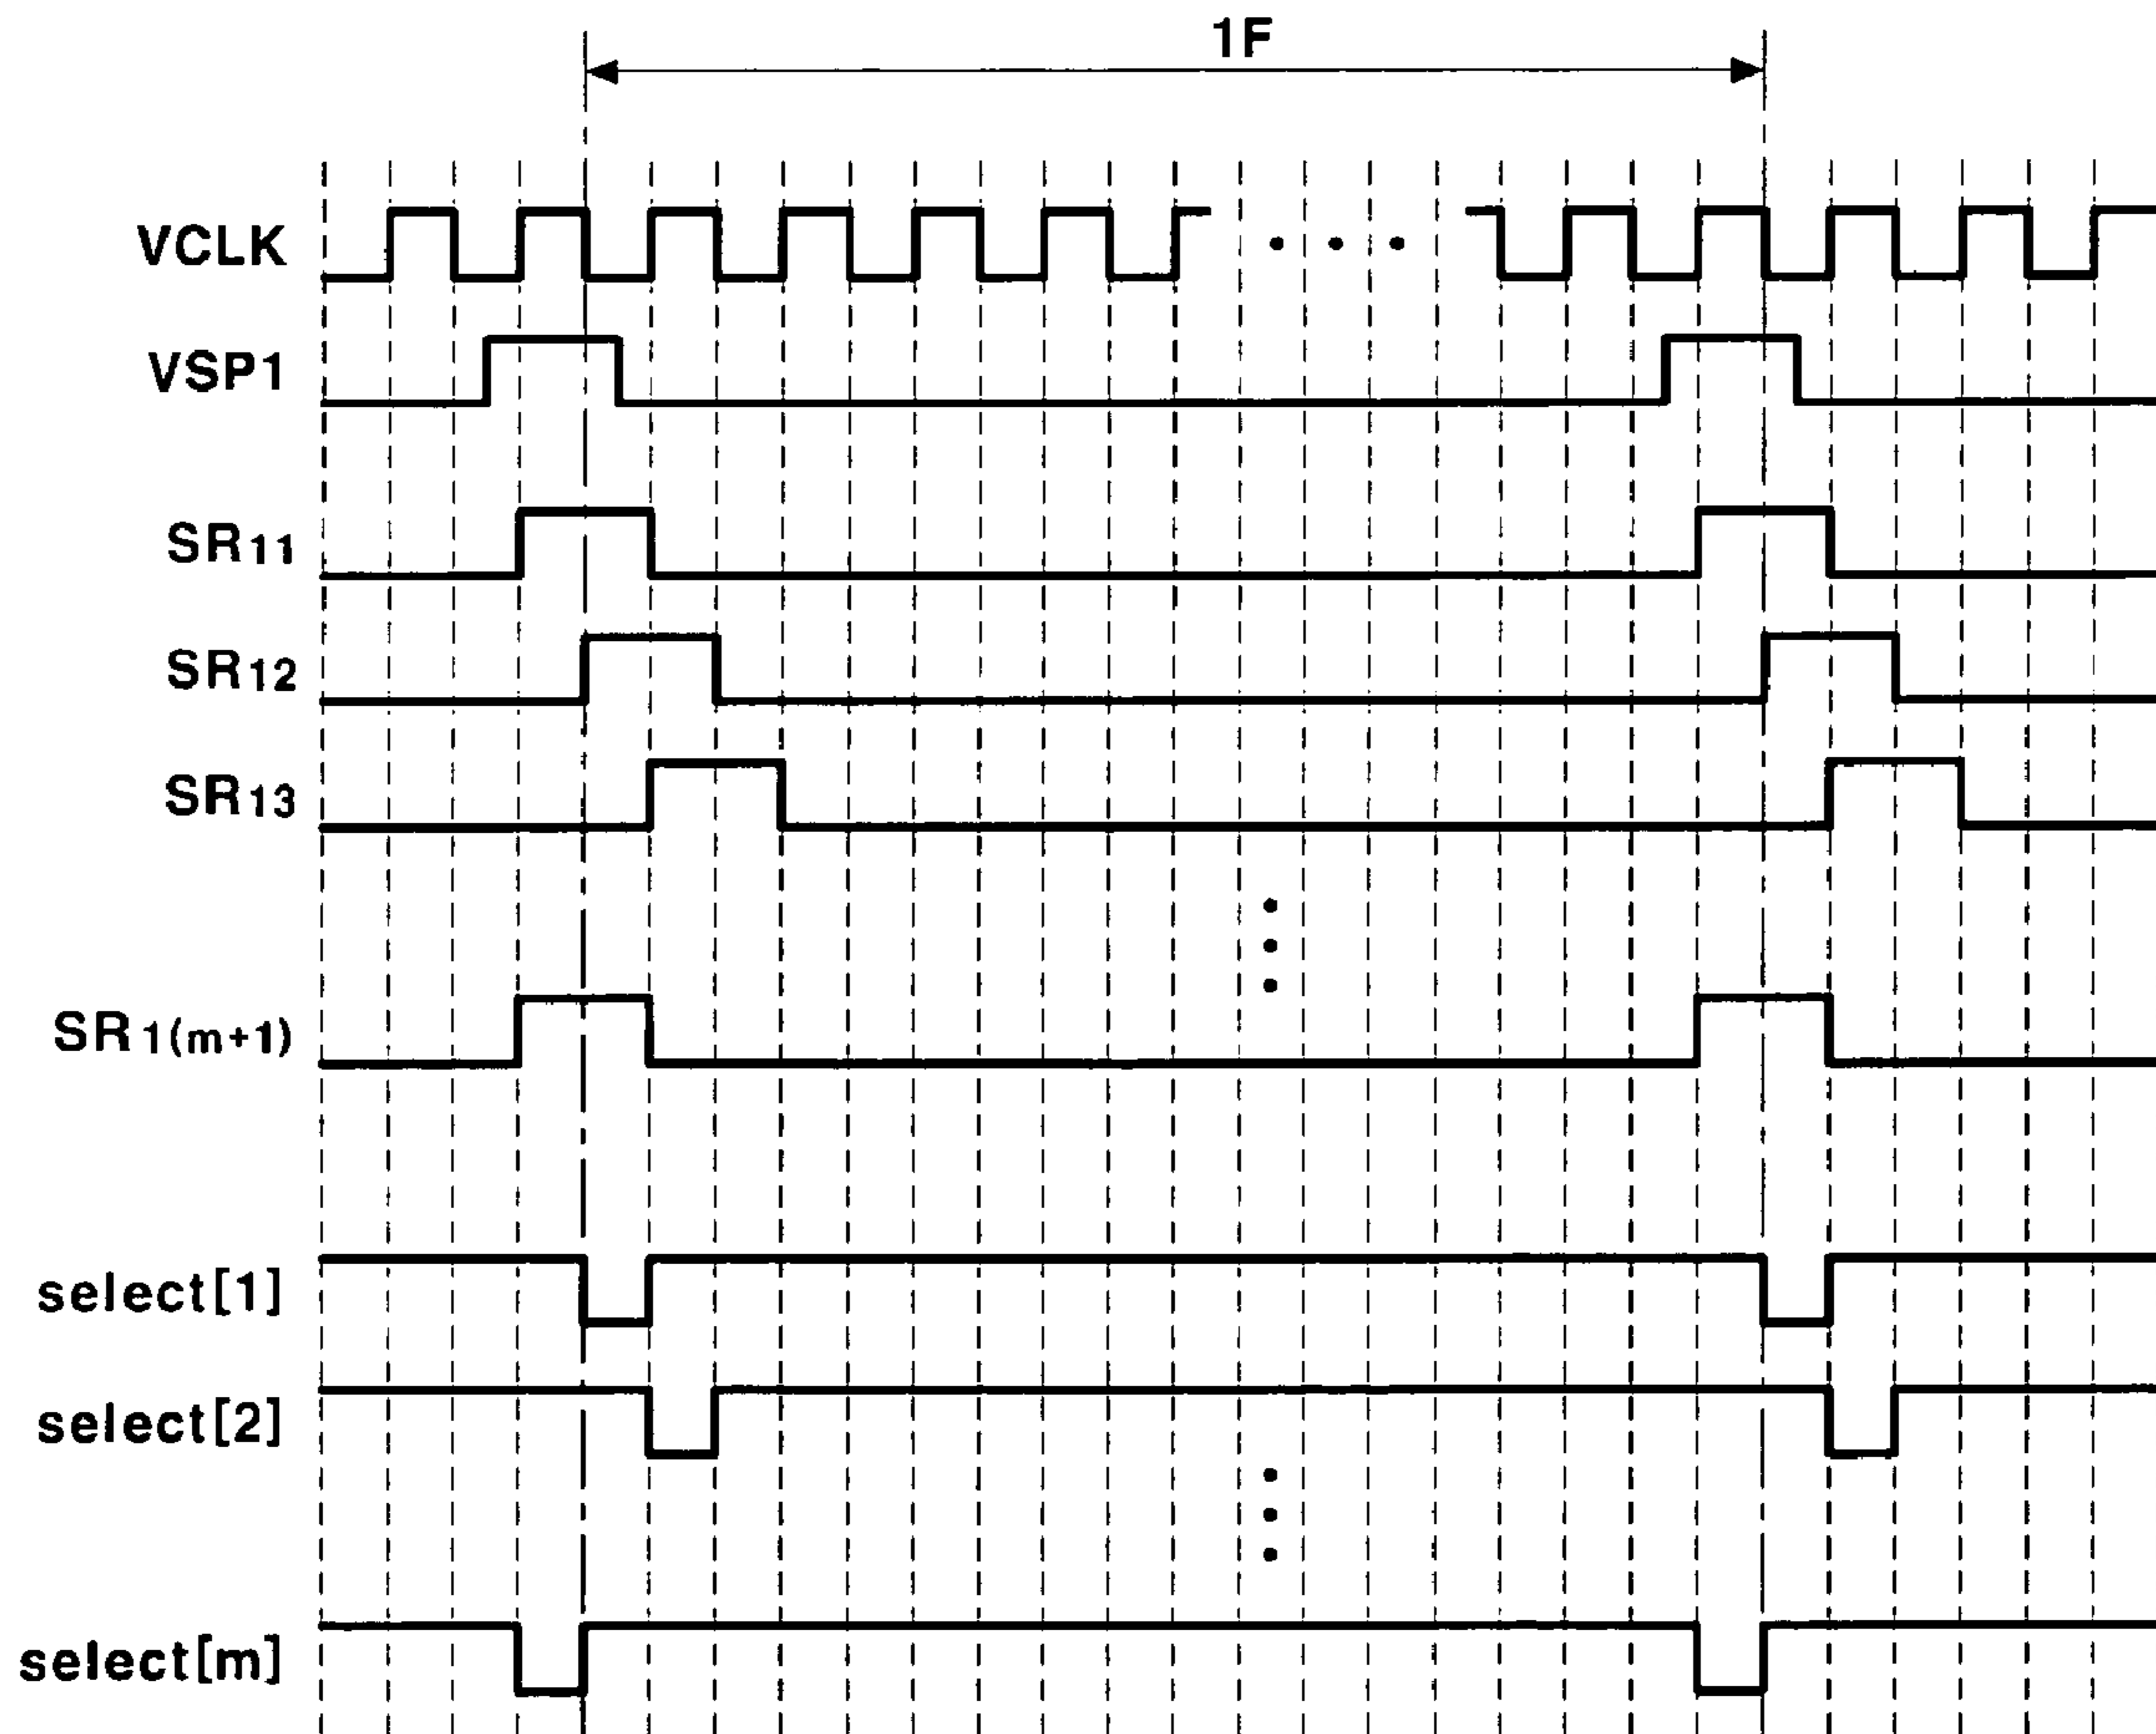 1F
VCLK
VSP1
SR11
SR12
SR13
SR1(m+1)
select[1]
select[2]
select[m]